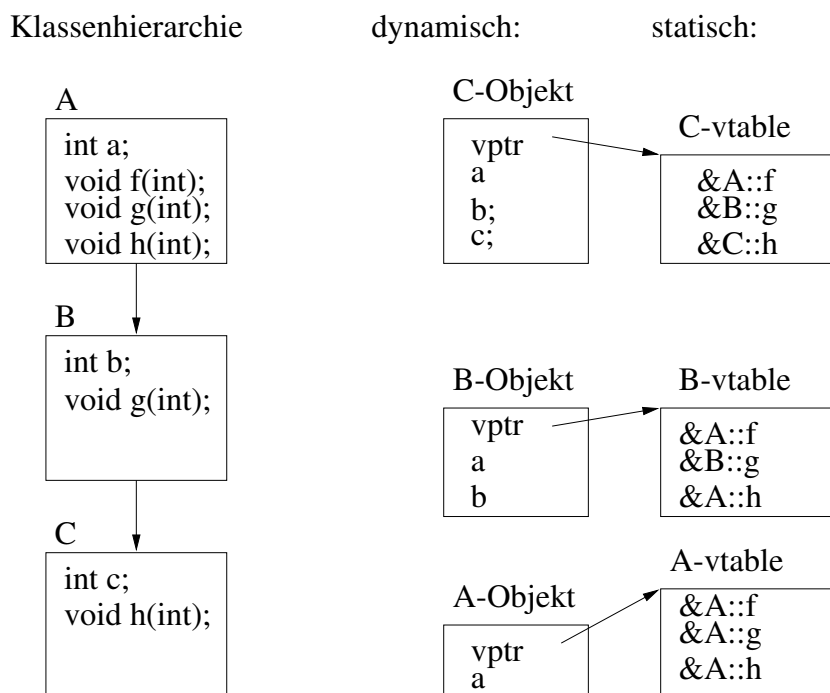 Klassenhierarchie
A
int a;
void f(int);
void g(int);
void h(int);
B
int b;
void g(int);
C
int c;
void h(int);
dynamisch:
C-Objekt
vptr
a
b;
c;
B-Objekt
vptr
a
b
A-Objekt
vptr
a
statisch:
C-vtable
&A::f
&B::g
&C::h
B-vtable
&A::f
&B::g
&A::h
A-vtable
&A::f
&A::g
&A::h